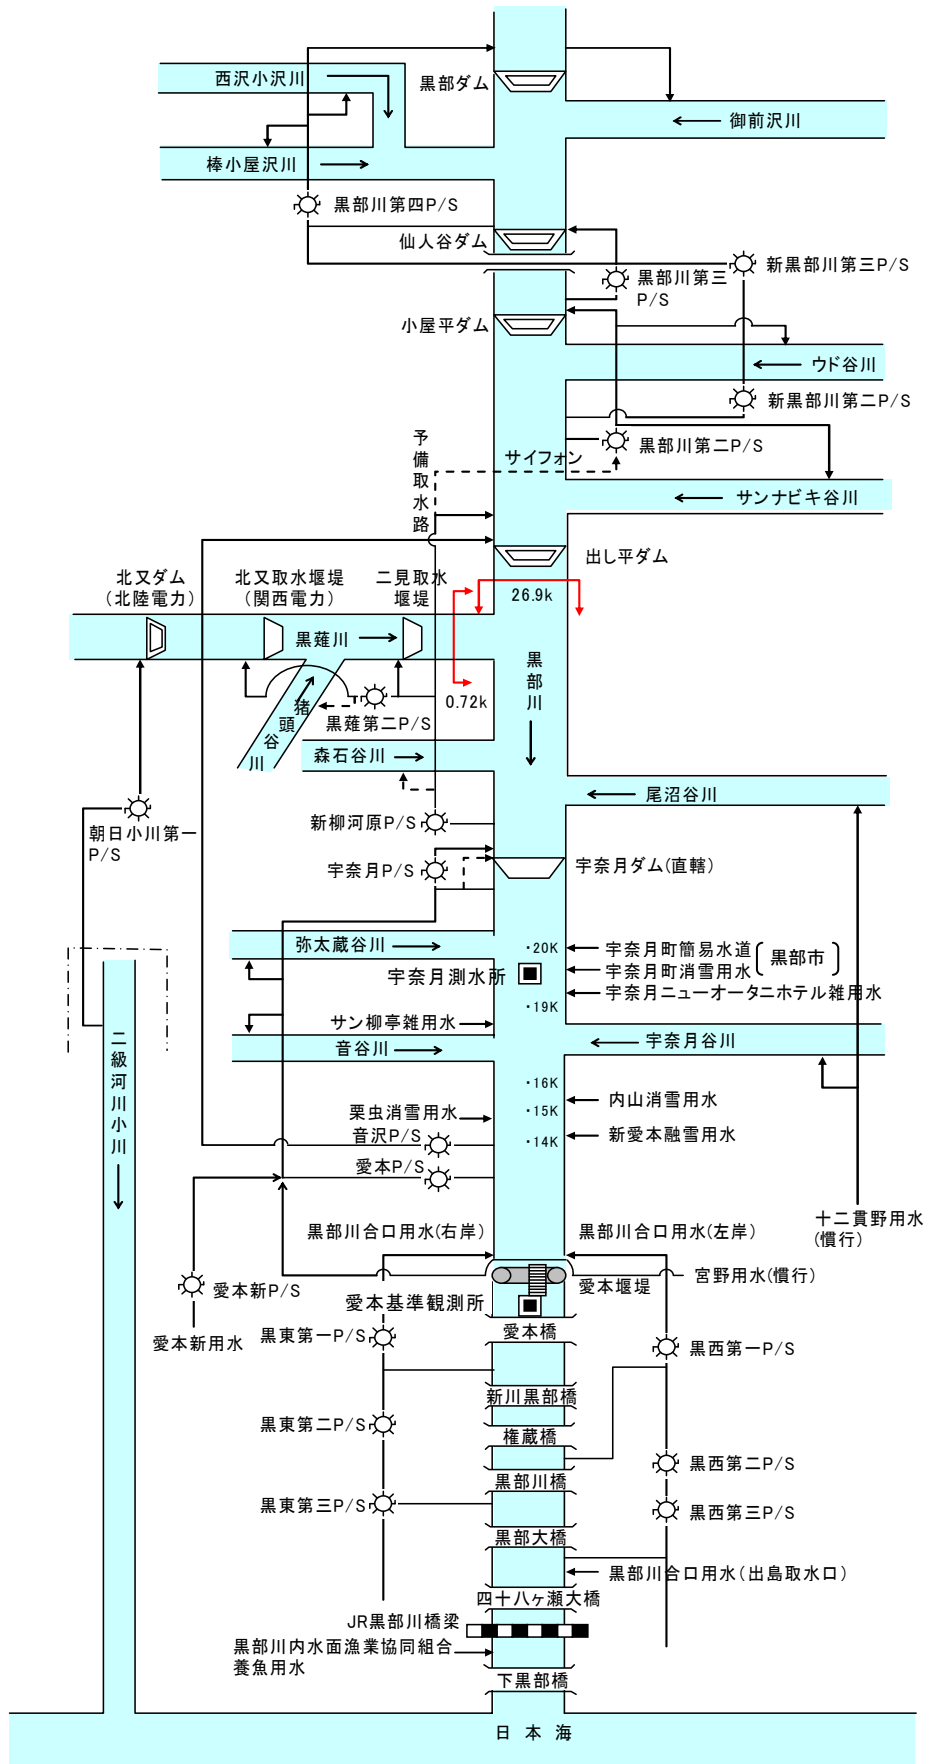 西沢小沢川
黒部ダム
御前沢川
棒小屋沢川
黒部川第四P/S
仙人谷ダム
新黒部川第三P/S
黒部川第三
P/S
小屋平ダム
ウド谷川
新黒部川第二P/S
予備取水路
サイフォン
黒部川第二P/S
サンナビキ谷川
出し平ダム
北又ダム
(北陸電力)
北又取水堰堤
(関西電力)
二見取水
堰堤
26.9k
黒薙川
黒部川
0.72k
猪頭谷川
黒薙第二P/S
森石谷川
尾沼谷川
新柳河原P/S
朝日小川第一
P/S
宇奈月P/S
宇奈月ダム(直轄)
弥太蔵谷川
・20K
宇奈月町簡易水道
宇奈月町消雪用水
黒部市
宇奈月測水所
宇奈月ニューオータニホテル雑用水
・19K
サン柳亭雑用水
二級河川小川
音谷川
宇奈月谷川
・16K
内山消雪用水
・15K
栗虫消雪用水
音沢P/S
・14K
新愛本融雪用水
愛本P/S
十二貫野用水
(慣行)
黒部川合口用水(右岸)
黒部川合口用水(左岸)
宮野用水(慣行)
愛本堰堤
愛本新P/S
愛本基準観測所
愛本新用水
黒東第一P/S
愛本橋
黒西第一P/S
新川黒部橋
黒東第二P/S
権蔵橋
黒西第二P/S
黒部川橋
黒東第三P/S
黒西第三P/S
黒部大橋
黒部川合口用水(出島取水口)
四十八ヶ瀬大橋
JR黒部川橋梁
黒部川内水面漁業協同組合
養魚用水
下黒部橋
日本海